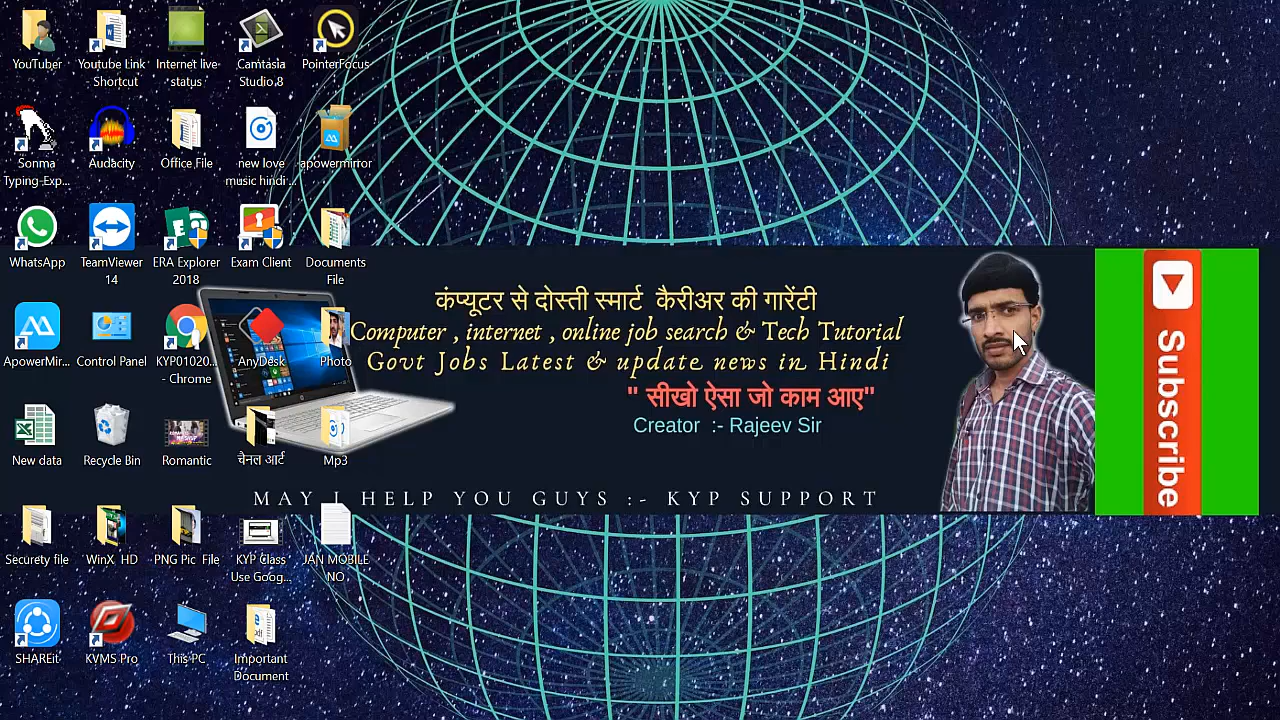 YouTuber
Youtube Link
Shortcut
Internet live
status
Camtasia
Studio 8
PointerFocus
Sonma
Typing-Exp...
Audacity
Office File
new love
music hindi ...
apowermirror
WhatsApp
TeamViewer
14
ERA Explorer
2018
Exam Client
Documents
File
ApowerMir...
Control Panel
KYP01020...
- Chrome
AnyDesk
Photo
New data
Recycle Bin
Romantic
चैनल आर्ट
Mp3
Securety file
WinX HD
PNG Pic File
KYP Class
Use Goog...
JAN MOBILE
NO
SHAREit
KVMS Pro
This PC
Important
Document
कंप्यूटर से दोस्ती स्मार्ट कैरीअर की गारेंटी
Computer , internet , online job search & Tech Tutorial
Govt Jobs Latest & update news in Hindi
" सीखो ऐसा जो काम आए"
Creator :- Rajeev Sir
MAY I HELP YOU GUYS :- KYP SUPPORT
Subscribe